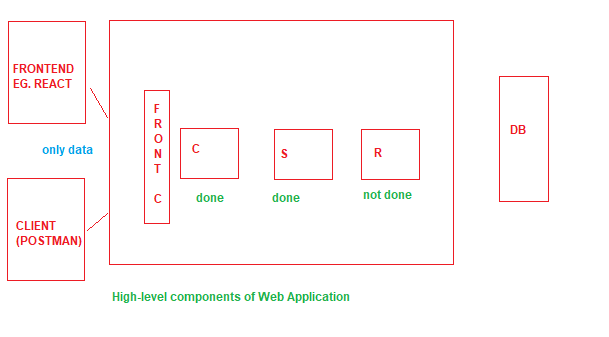 FRONTEND
EG. REACT
only data
CLIENT
(POSTMAN)
F
R
O
N
T
C
C
done
S
done
R
not done
DB
High-level components of Web Application